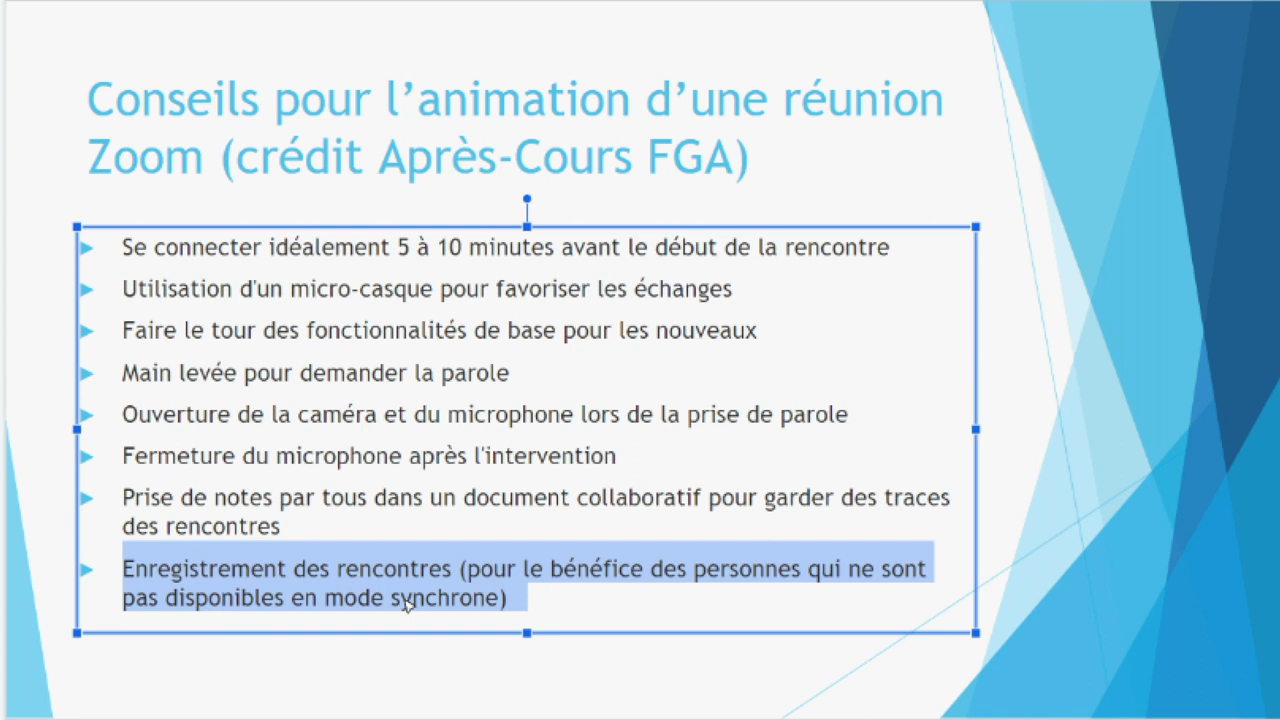 Conseils pour l’animation d’une réunion
Zoom (crédit Après-Cours FGA)
Se connecter idéalement 5 à 10 minutes avant le début de la rencontre
Utilisation d'un micro-casque pour favoriser les échanges
Faire le tour des fonctionnalités de base pour les nouveaux
Main levée pour demander la parole
Ouverture de la caméra et du microphone lors de la prise de parole
Fermeture du microphone après l'intervention
Prise de notes par tous dans un document collaboratif pour garder des traces
des rencontres
Enregistrement des rencontres (pour le bénéfice des personnes qui ne sont
pas disponibles en mode synchrone)